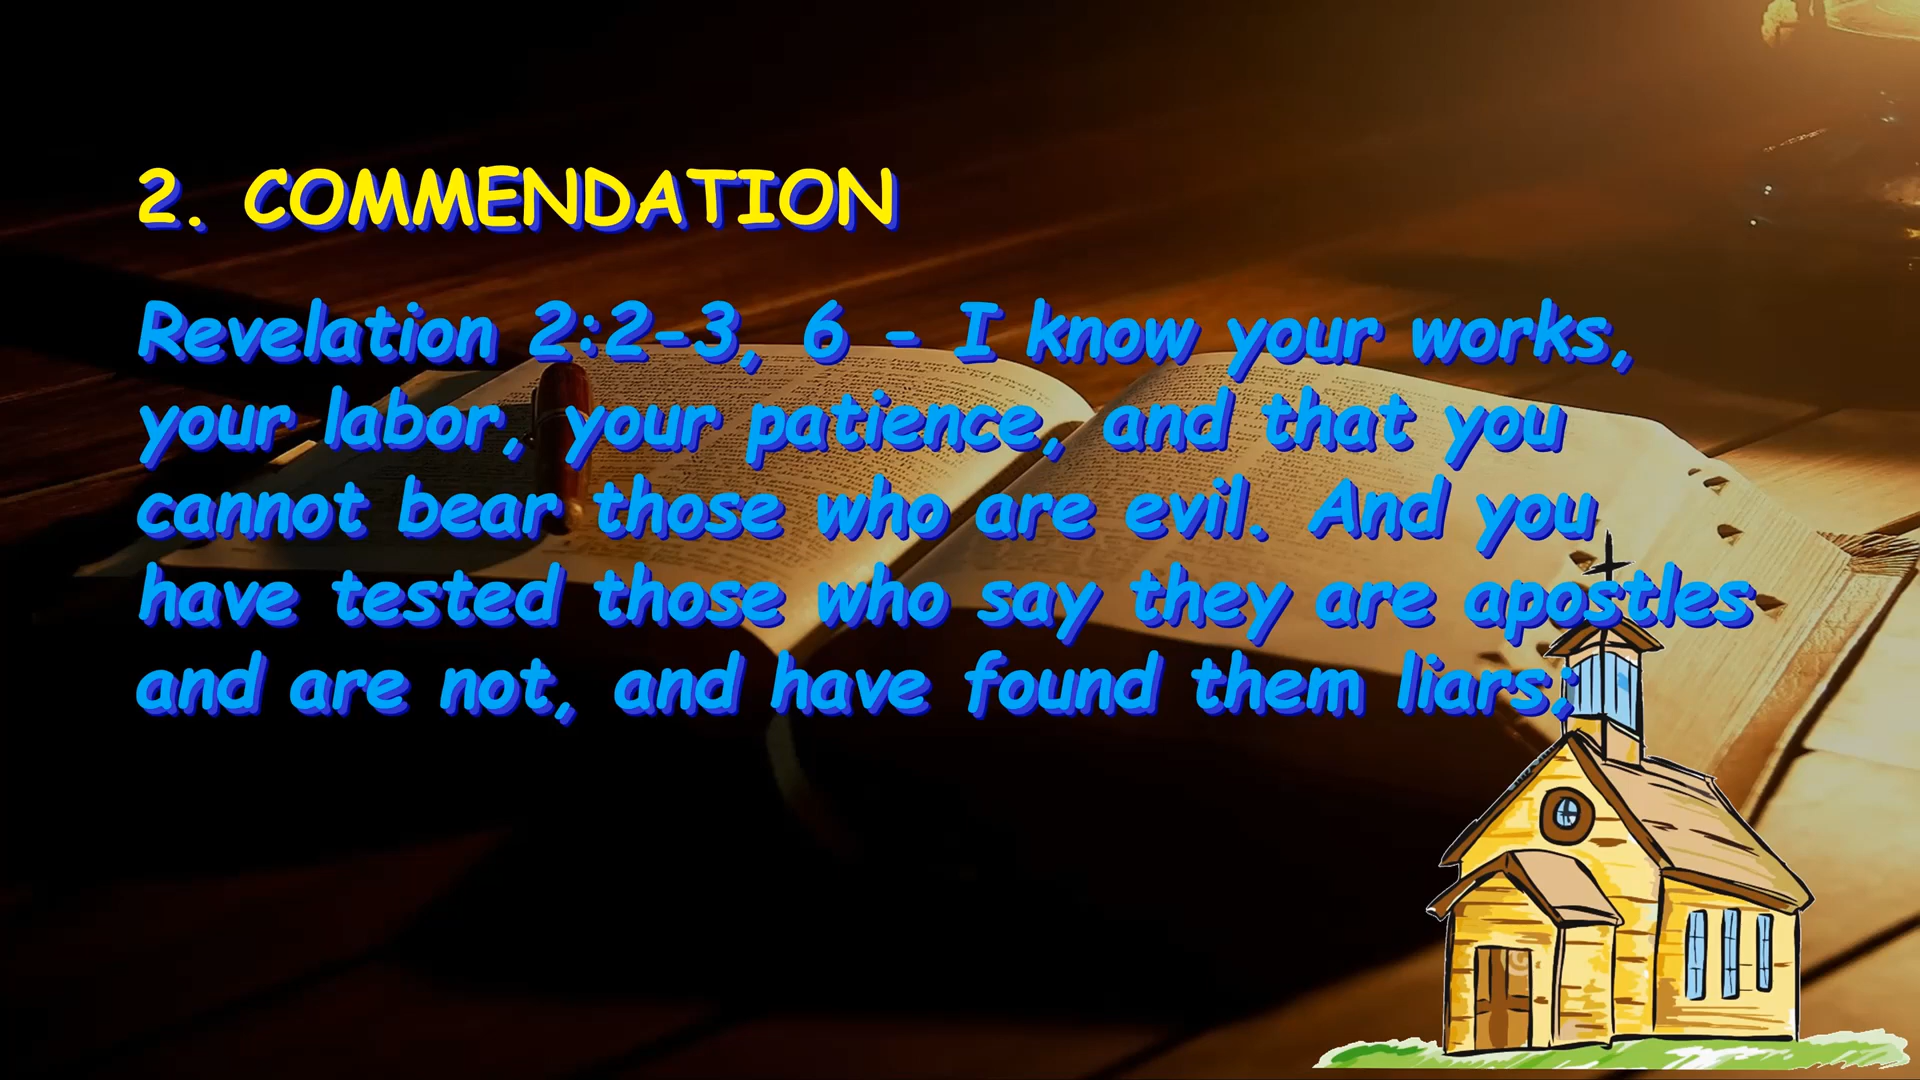 2. COMMENDATION
Revelation 2:2-3, 6 - I know your works,
your labor, your patience, and that you
cannot bear those who are evil. And you
have tested those who say they are apostles
and are not, and have found them liars;